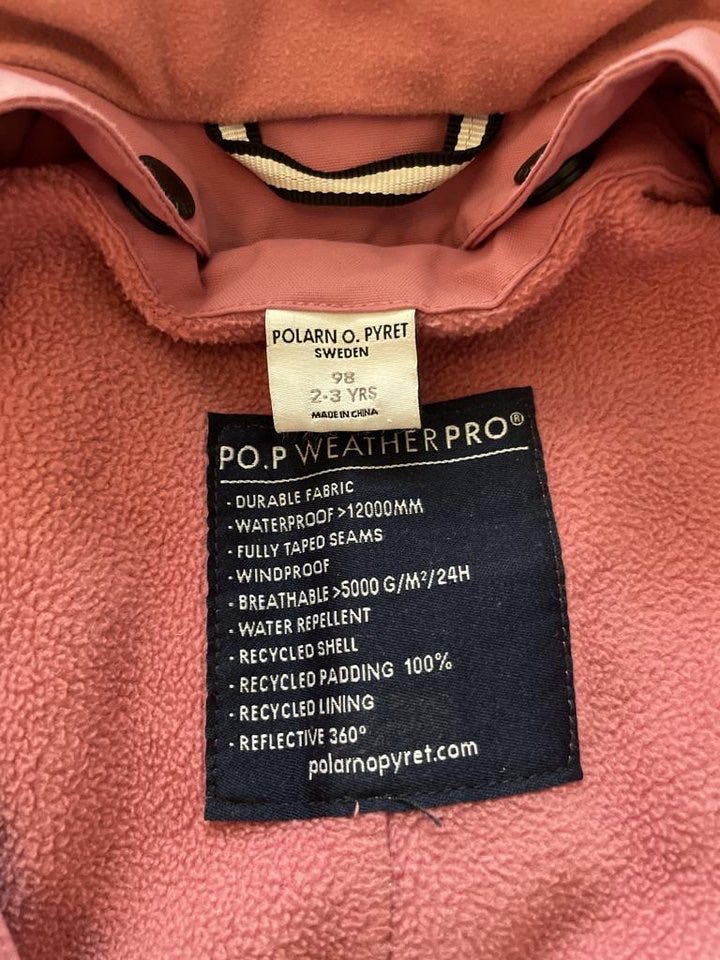 POLARN O. PYRET
SWEDEN
98
2-3 YRS
MADE IN CHINA
PO.P WEATHERPRO®
- DURABLE FABRIC
- WATERPROOF >12000MM
- FULLY TAPED SEAMS
- WINDPROOF
- BREATHABLE >5000 G/M²/24H
- WATER REPELLENT
- RECYCLED SHELL
- RECYCLED PADDING 100%
- RECYCLED LINING
- REFLECTIVE 360°
polarnopyret.com